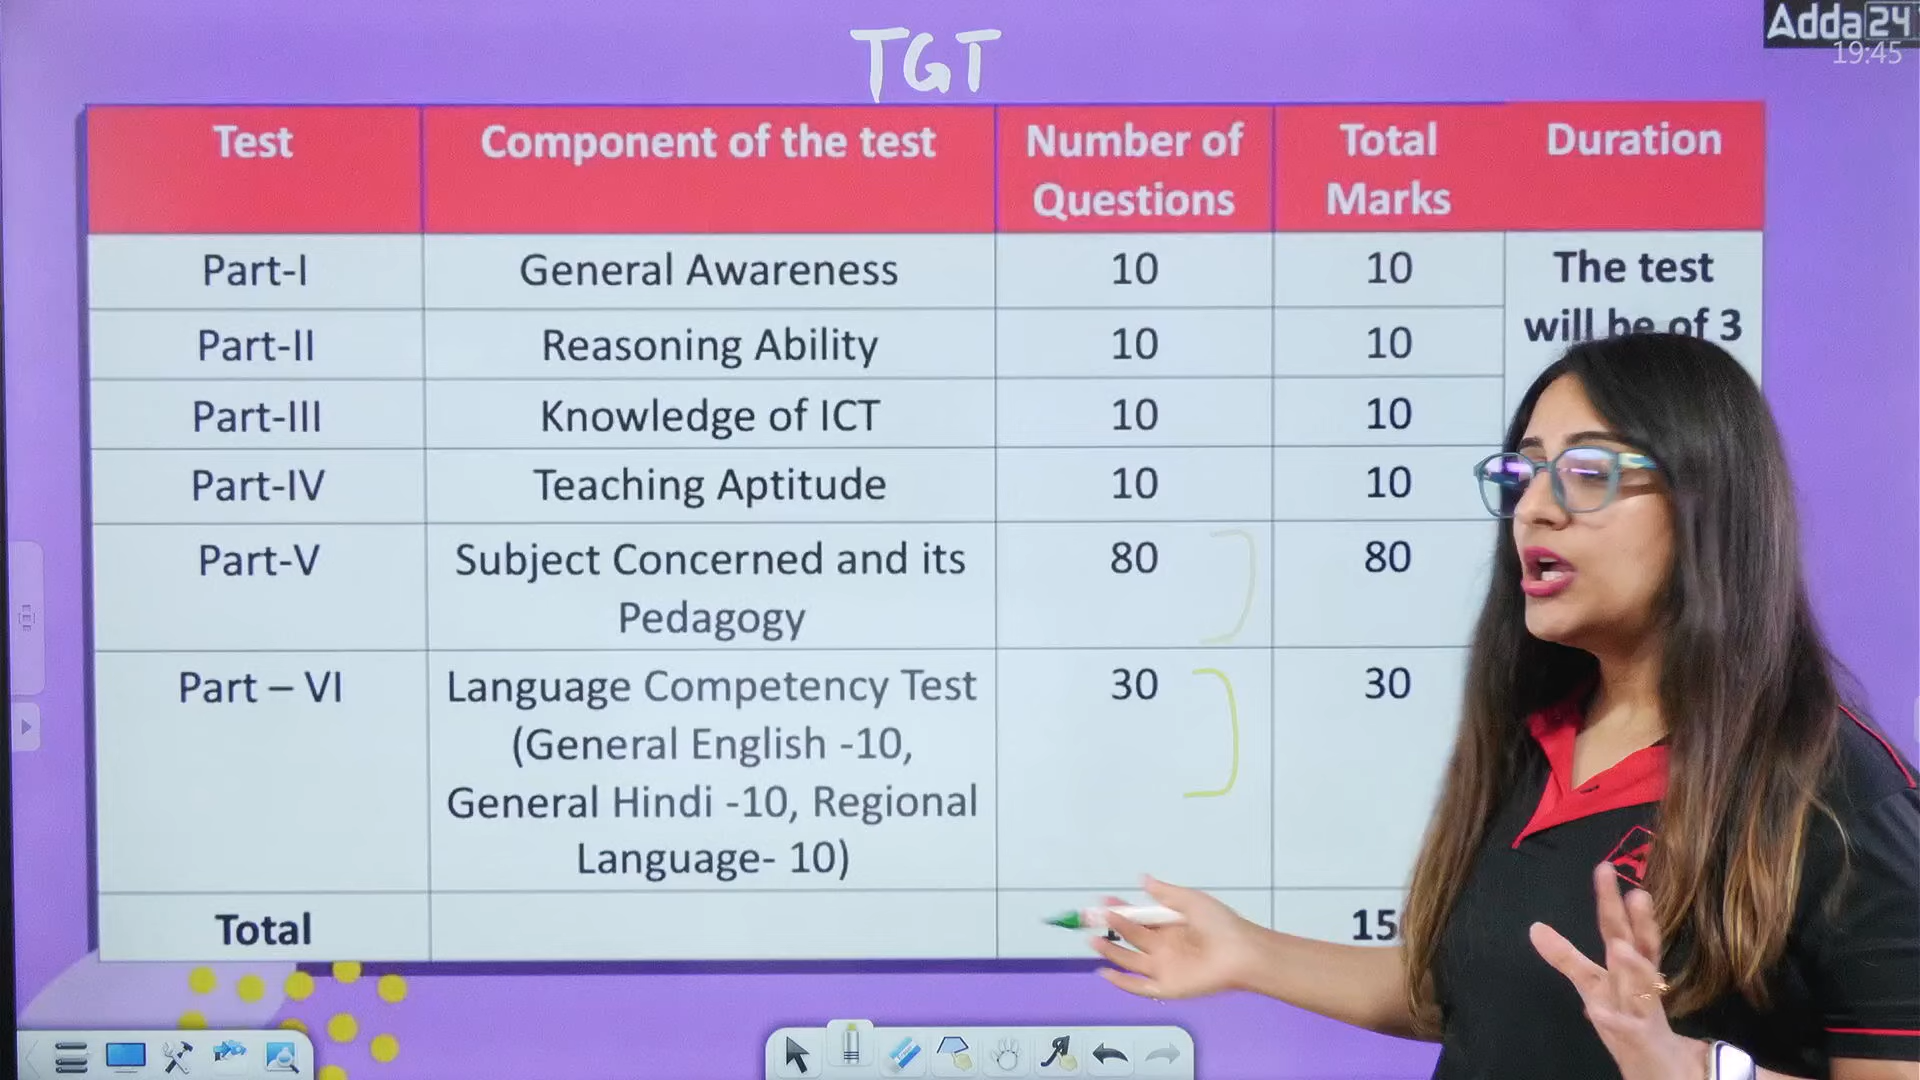 TGT
Adda24
19:45
Test Component of the test Number of Questions Total Marks Duration
Part-I General Awareness 10 10 The test
will be of 3
Part-II Reasoning Ability 10 10
Part-III Knowledge of ICT 10 10
Part-IV Teaching Aptitude 10 10
Part-V Subject Concerned and its 80 80
Pedagogy
Part – VI Language Competency Test 30 30
(General English -10,
General Hindi -10, Regional
Language- 10)
Total